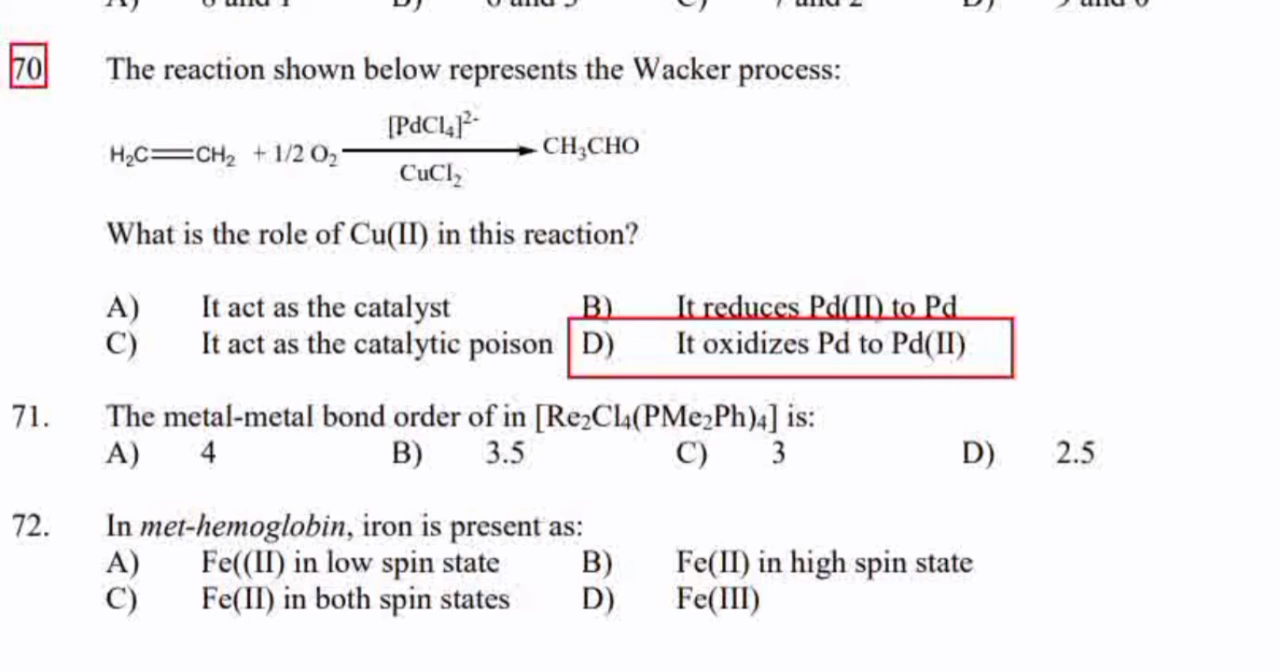 70 The reaction shown below represents the Wacker process:
[PdCl₄]²⁻
H₂C=CH₂ + 1/2 O₂ → CH₃CHO
CuCl₂
What is the role of Cu(II) in this reaction?
A) It act as the catalyst B) It reduces Pd(II) to Pd
C) It act as the catalytic poison D) It oxidizes Pd to Pd(II)
71. The metal-metal bond order of in [Re₂Cl₄(PMe₂Ph)₄] is:
A) 4 B) 3.5 C) 3 D) 2.5
72. In met-hemoglobin, iron is present as:
A) Fe((II) in low spin state B) Fe(II) in high spin state
C) Fe(II) in both spin states D) Fe(III)